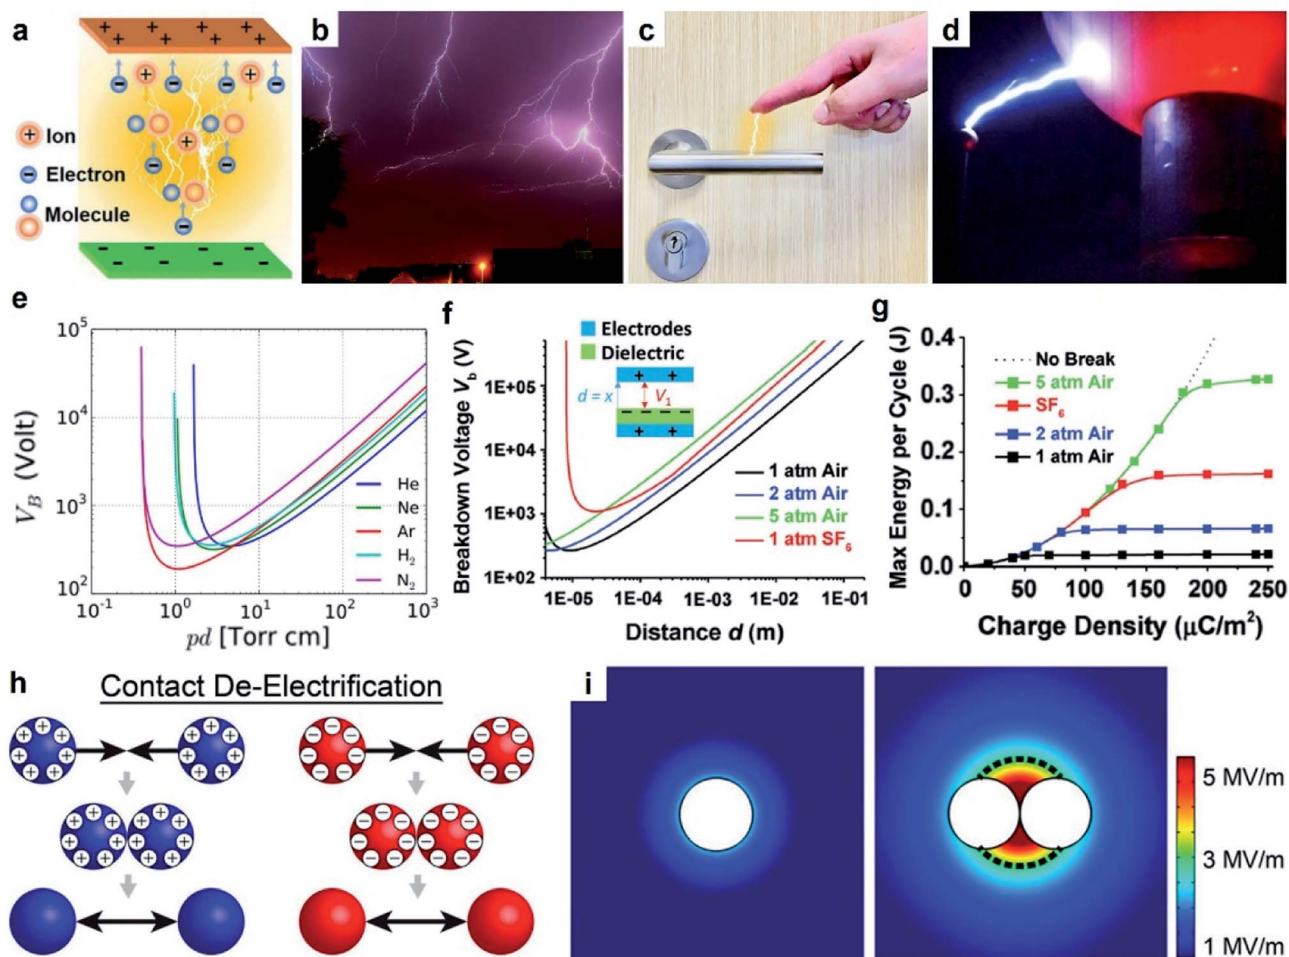 a
+ + + +
+ + + +
Ion
Electron
Molecule
b
c
d
e
10^5
10^4
10^3
10^2
V_B (Volt)
He
Ne
Ar
H_2
N_2
10^-1 10^0 10^1 10^2 10^3
pd [Torr cm]
f
Breakdown Voltage V_b (V)
1E+05
1E+04
1E+03
1E+02
Electrodes
Dielectric
d = x
V_1
1 atm Air
2 atm Air
5 atm Air
1 atm SF_6
1E-05 1E-04 1E-03 1E-02 1E-01
Distance d (m)
g
Max Energy per Cycle (J)
0.4
0.3
0.2
0.1
0.0
No Break
5 atm Air
SF_6
2 atm Air
1 atm Air
0 50 100 150 200 250
Charge Density (μC/m²)
h
Contact De-Electrification
i
5 MV/m
3 MV/m
1 MV/m